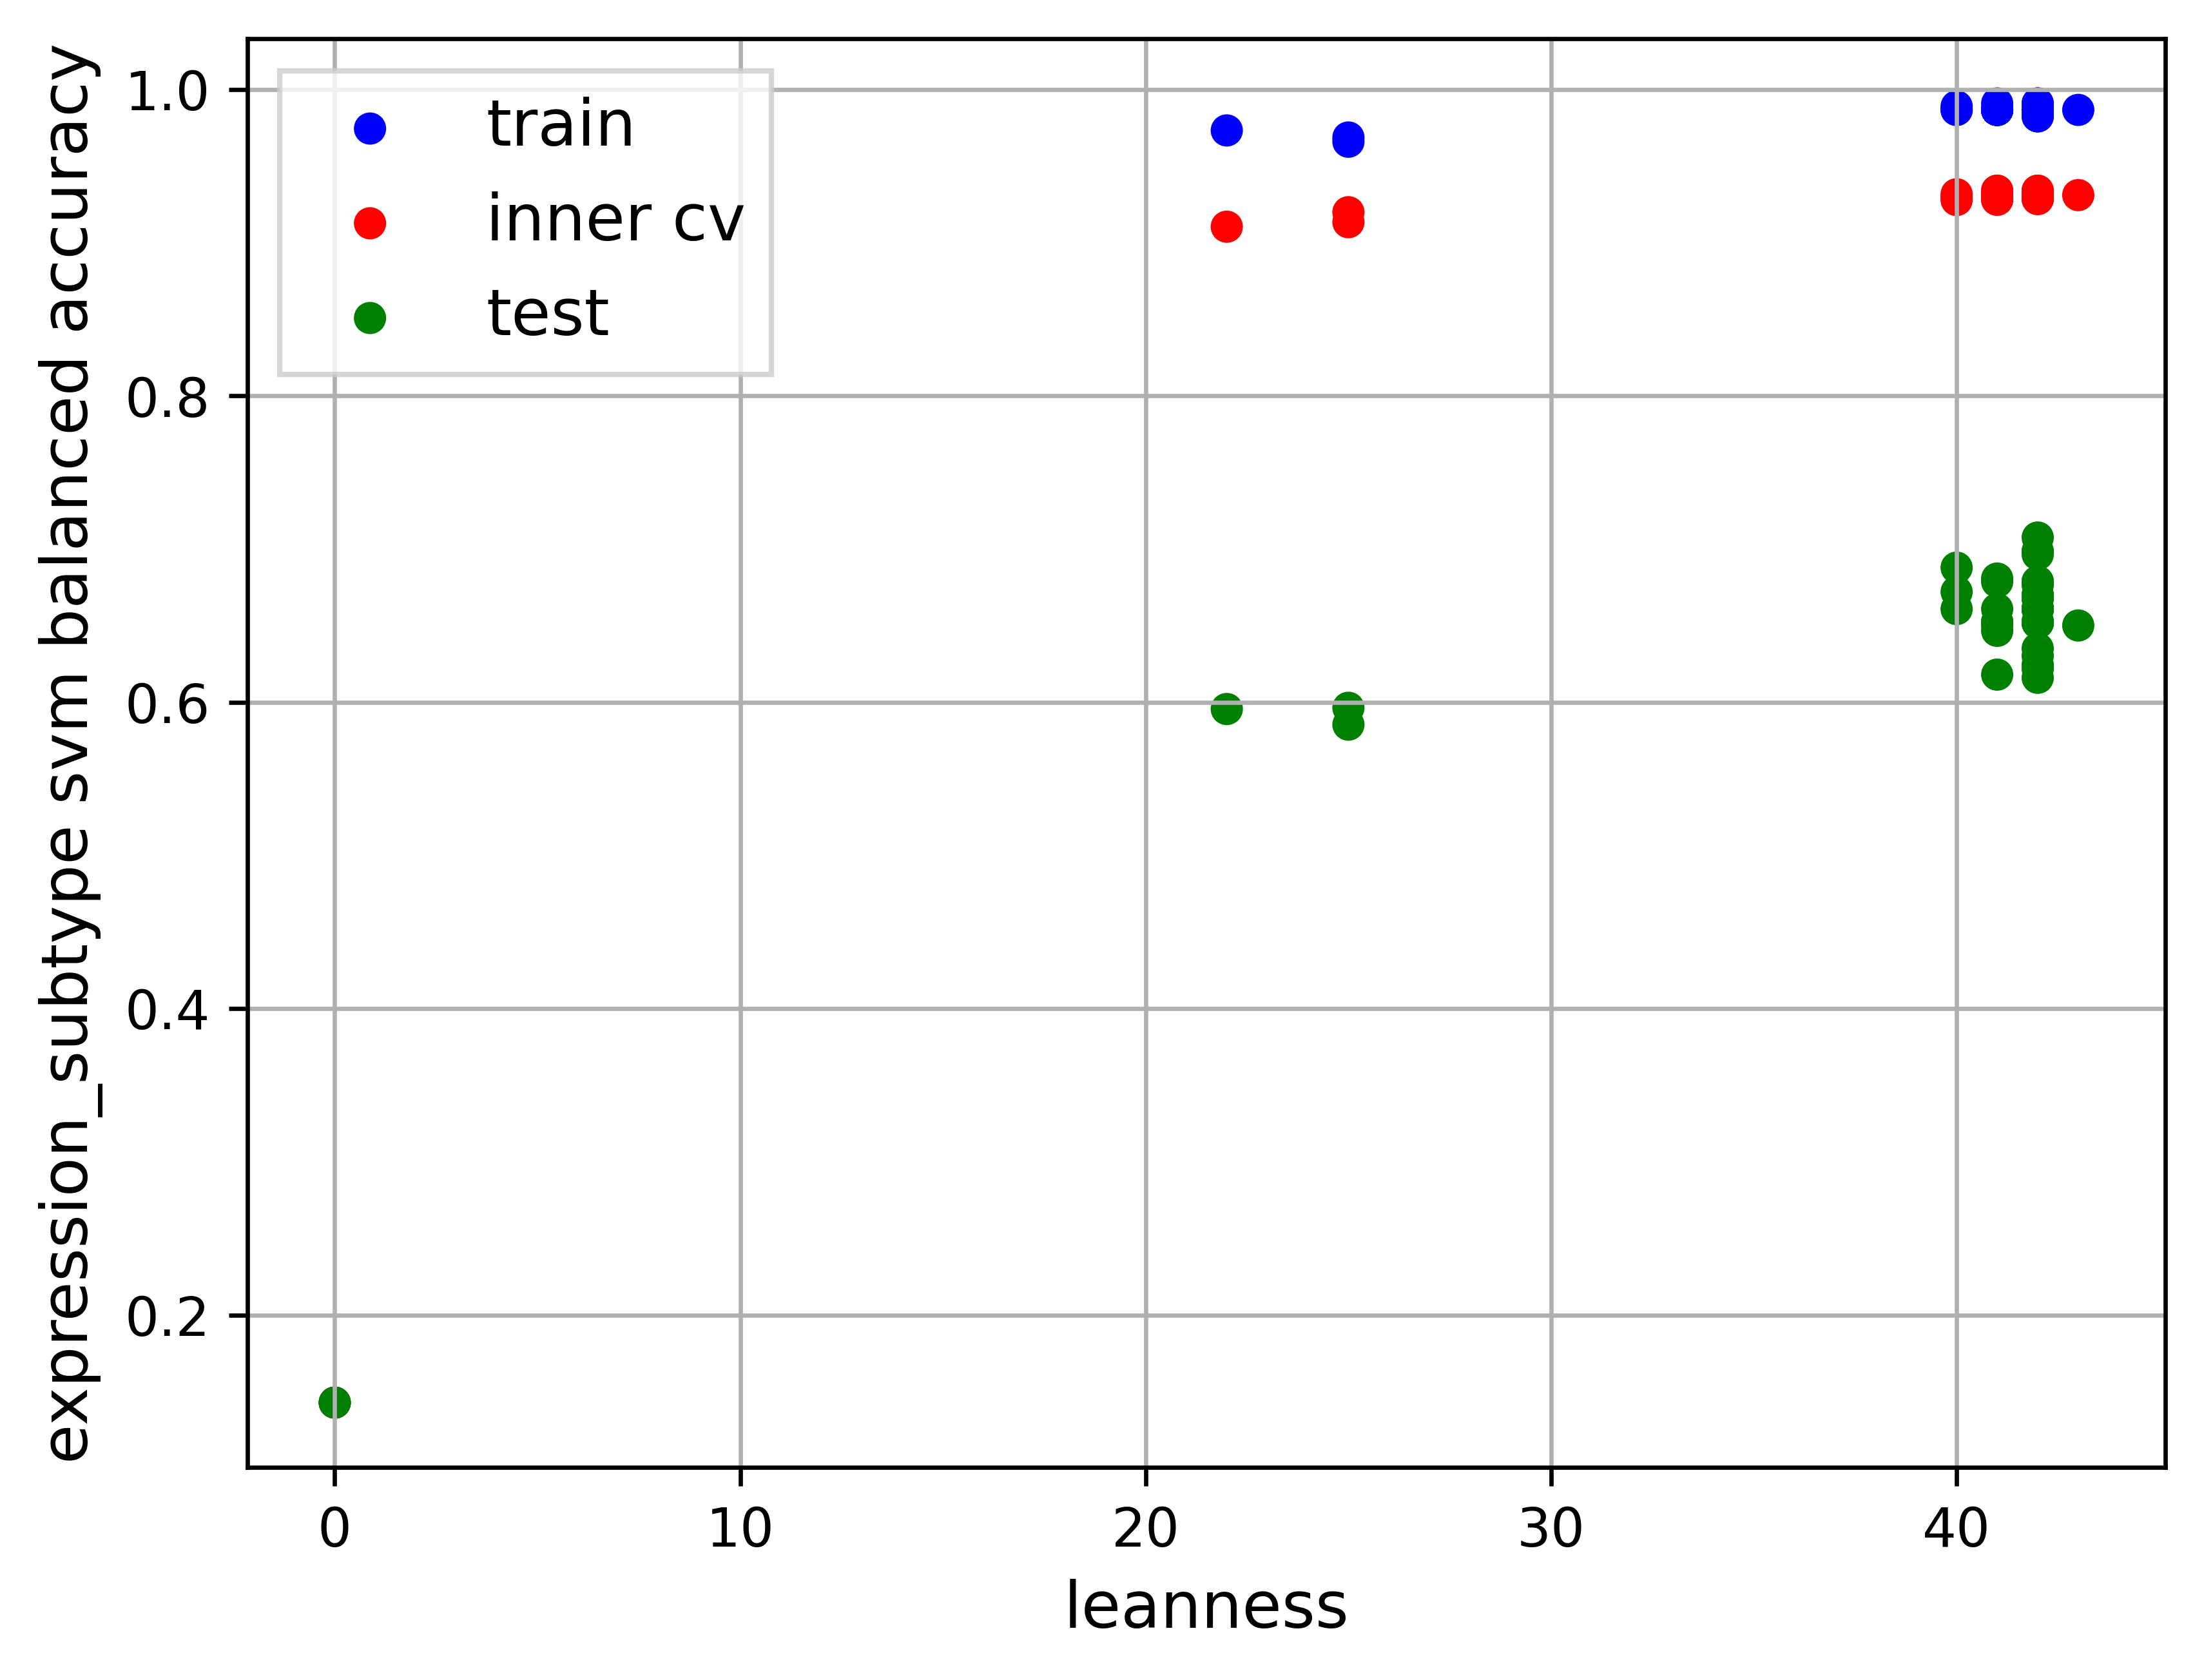 expression_subtype svm balanced accuracy
1.0
0.8
0.6
0.4
0.2
train
inner cv
test
0 10 20 30 40
leanness